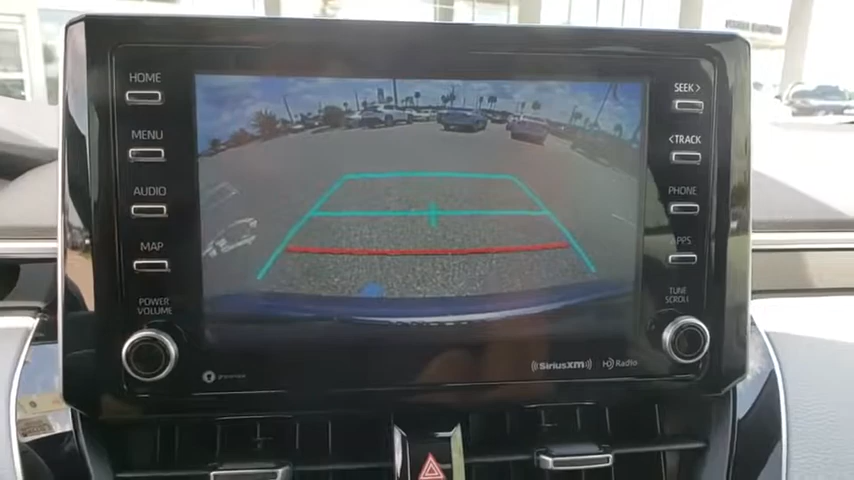 HOME
MENU
AUDIO
MAP
POWER
VOLUME
SEEK>
<TRACK
PHONE
APPS
TUNE
SCROLL
SiriusXM
HD Radio